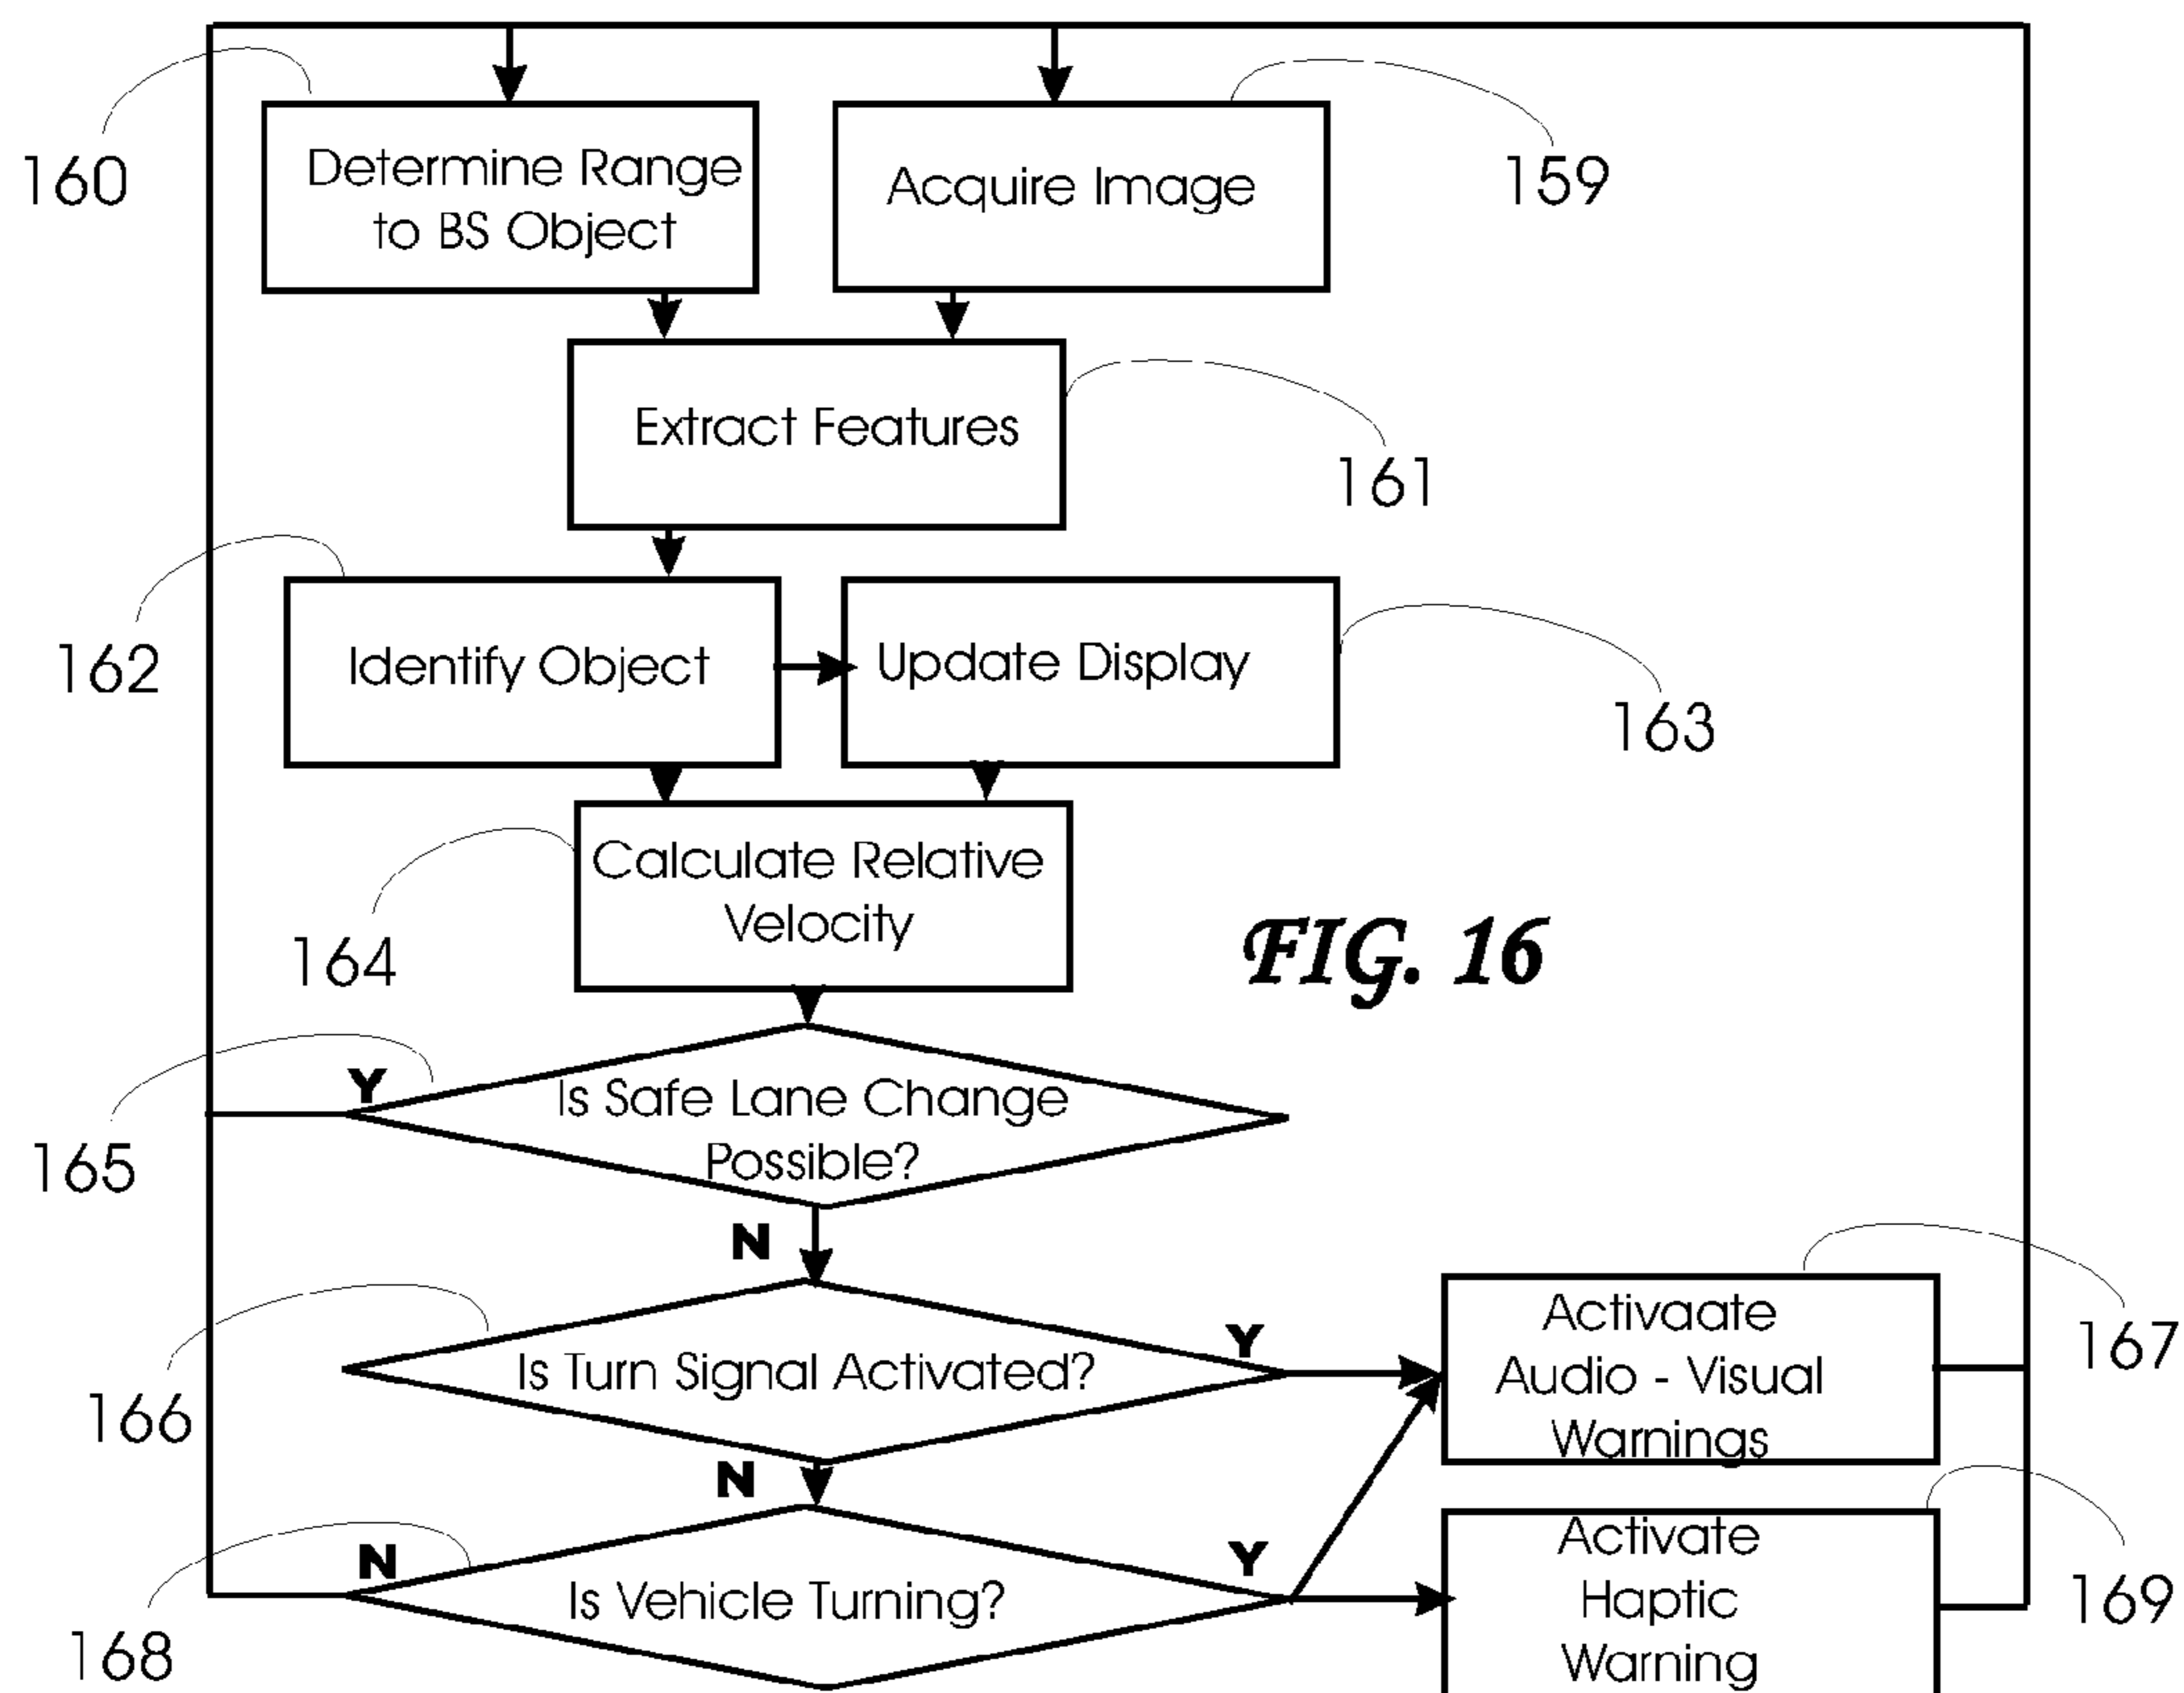 160
Determine Range
to BS Object
Acquire Image
159
Extract Features
161
162
Identify Object
Update Display
163
Calculate Relative
Velocity
164
FIG. 16
Y
Is Safe Lane Change
Possible?
165
N
166
Is Turn Signal Activated?
Y
Activaate
Audio - Visual
Warnings
167
N
168
N
Is Vehicle Turning?
Y
Activate
Haptic
Warning
169